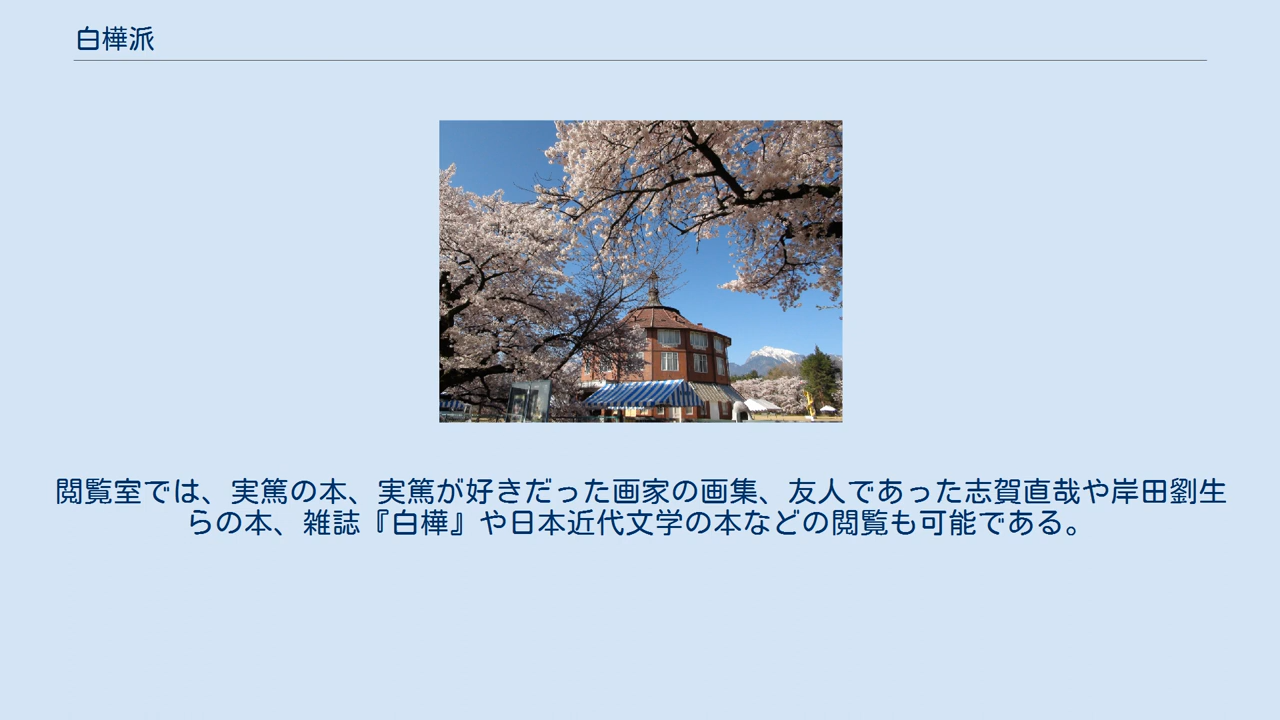 白樺派
閲覧室では、実篤の本、実篤が好きだった画家の画集、友人であった志賀直哉や岸田劉生
らの本、雑誌『白樺』や日本近代文学の本などの閲覧も可能である。